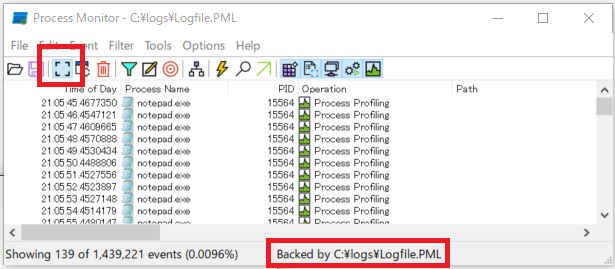 Process Monitor - C:¥logs¥Logfile.PML
File Edit Event Filter Tools Options Help
Time of Day Process Name PID Operation Path
21:05:45.4677350 notepad.exe 15564 Process Profiling
21:05:46.4547121 notepad.exe 15564 Process Profiling
21:05:47.4609665 notepad.exe 15564 Process Profiling
21:05:48.4570888 notepad.exe 15564 Process Profiling
21:05:49.4530434 notepad.exe 15564 Process Profiling
21:05:50.4488806 notepad.exe 15564 Process Profiling
21:05:51.4527556 notepad.exe 15564 Process Profiling
21:05:52.4523897 notepad.exe 15564 Process Profiling
21:05:53.4527148 notepad.exe 15564 Process Profiling
21:05:54.4514179 notepad.exe 15564 Process Profiling
21:05:55.4480147 notepad.exe 15564 Process Profiling
Showing 139 of 1,439,221 events (0.0096%) Backed by C:¥logs¥Logfile.PML